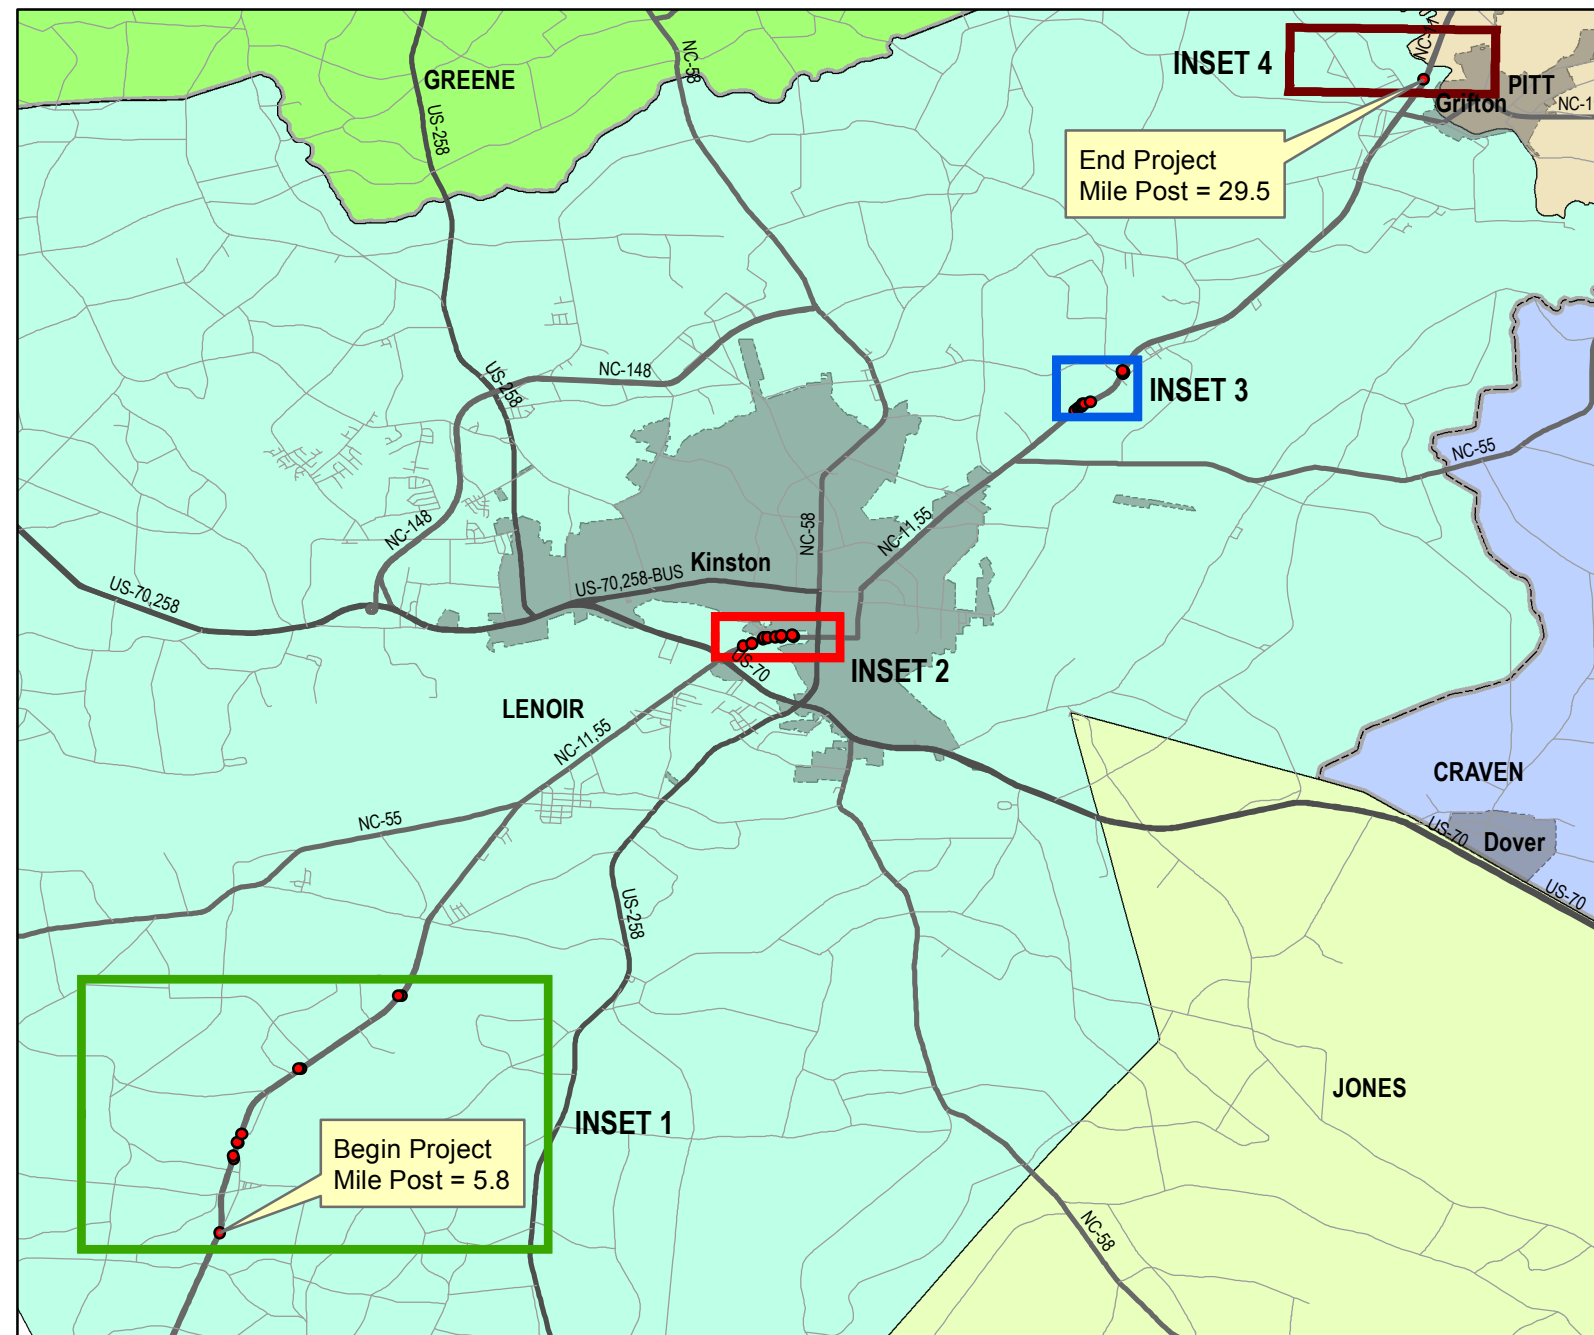 GREENE
NC-58
US-258
INSET 4
PITT
Grifton
End Project
Mile Post = 29.5
US-258
NC-148
INSET 3
NC-55
NC-148
NC-58
NC-11,55
Kinston
US-70,258-BUS
US-70,258
US-70
INSET 2
LENOIR
NC-11,55
NC-55
CRAVEN
US-70
Dover
US-70
US-258
JONES
INSET 1
Begin Project
Mile Post = 5.8
NC-58